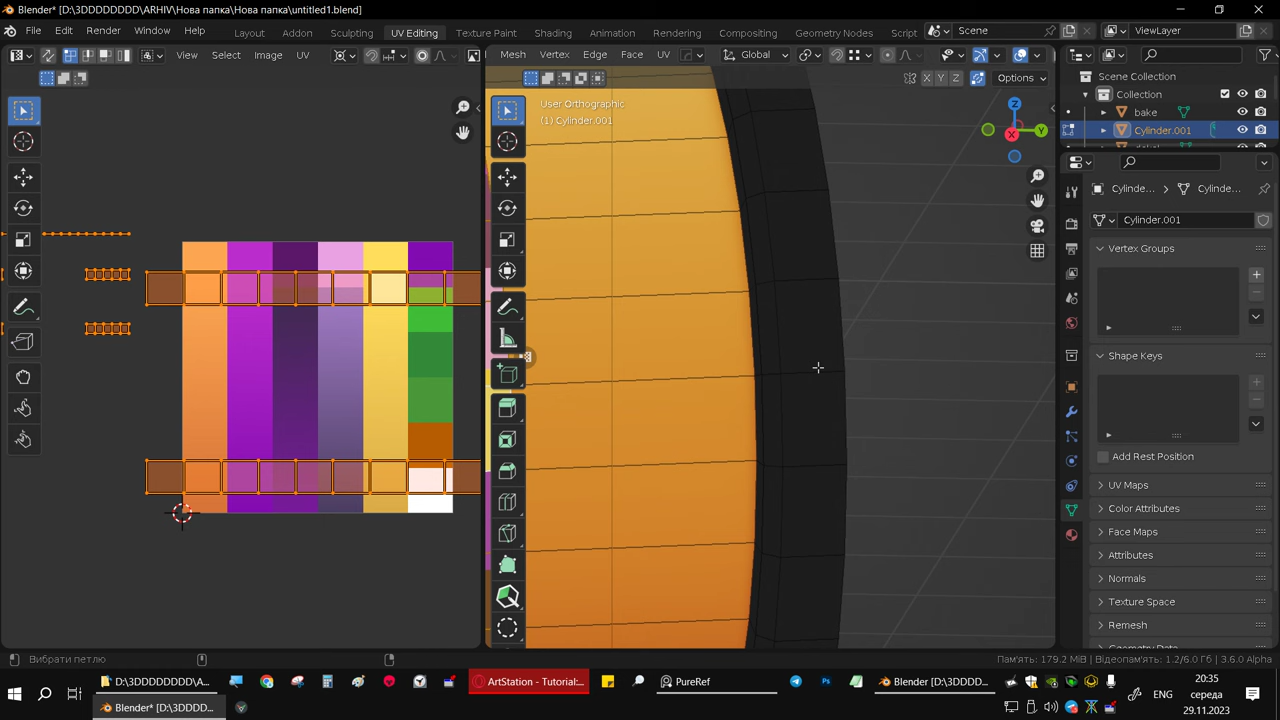 Blender* [D:\3DDDDDDD\ARHIV\Нова папка\Нова папка\untitled1.blend]
File Edit Render Window Help Layout Addon Sculpting UV Editing Texture Paint Shading Animation Rendering Compositing Geometry Nodes Script Scene ViewLayer
View Select Image UV Mesh Vertex Edge Face UV Global
X Y Z Options
User Orthographic
(1) Cylinder.001
Z
Y
X
Scene Collection
Collection
bake
Cylinder.001
Cylinde... Cylinde...
Cylinder.001
Vertex Groups
Shape Keys
Add Rest Position
UV Maps
Color Attributes
Face Maps
Attributes
Normals
Texture Space
Remesh
Geometry Data
Вибрати петлю
Пам'ять: 179.2 MiB | Відеопам'ять: 1.2/6.0 Гб | 3.6.0 Alpha
D:\3DDDDDDDD\A... ArtStation - Tutorial:... PureRef Blender [D:\3DDDD...
Blender* [D:\3DDDD...
ENG
20:35
середа
29.11.2023